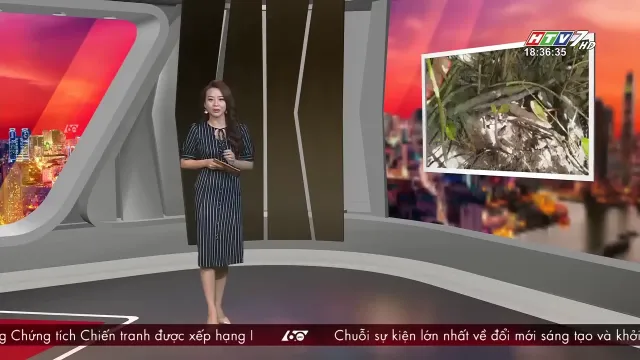 HTV7 HD
18:36:35
g Chứng tích Chiến tranh được xếp hạng I
60
Chuỗi sự kiện lớn nhất về đổi mới sáng tạo và khởi